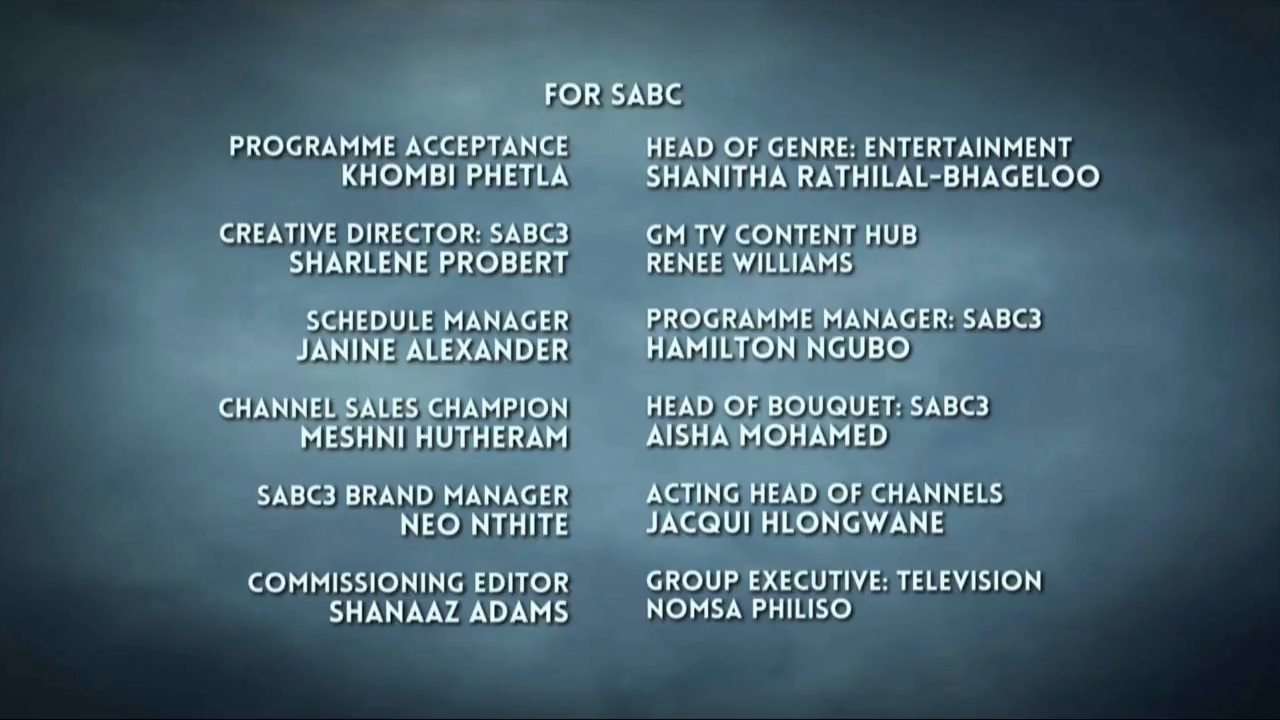 FOR SABC
PROGRAMME ACCEPTANCE
KHOMBI PHETLA
CREATIVE DIRECTOR: SABC3
SHARLENE PROBERT
SCHEDULE MANAGER
JANINE ALEXANDER
CHANNEL SALES CHAMPION
MESHNI HUTHERAM
SABC3 BRAND MANAGER
NEO NTHITE
COMMISSIONING EDITOR
SHANAAZ ADAMS
HEAD OF GENRE: ENTERTAINMENT
SHANITHA RATHILAL-BHAGELOO
GM TV CONTENT HUB
RENEE WILLIAMS
PROGRAMME MANAGER: SABC3
HAMILTON NGUBO
HEAD OF BOUQUET: SABC3
AISHA MOHAMED
ACTING HEAD OF CHANNELS
JACQUI HLONGWANE
GROUP EXECUTIVE: TELEVISION
NOMSA PHILISO